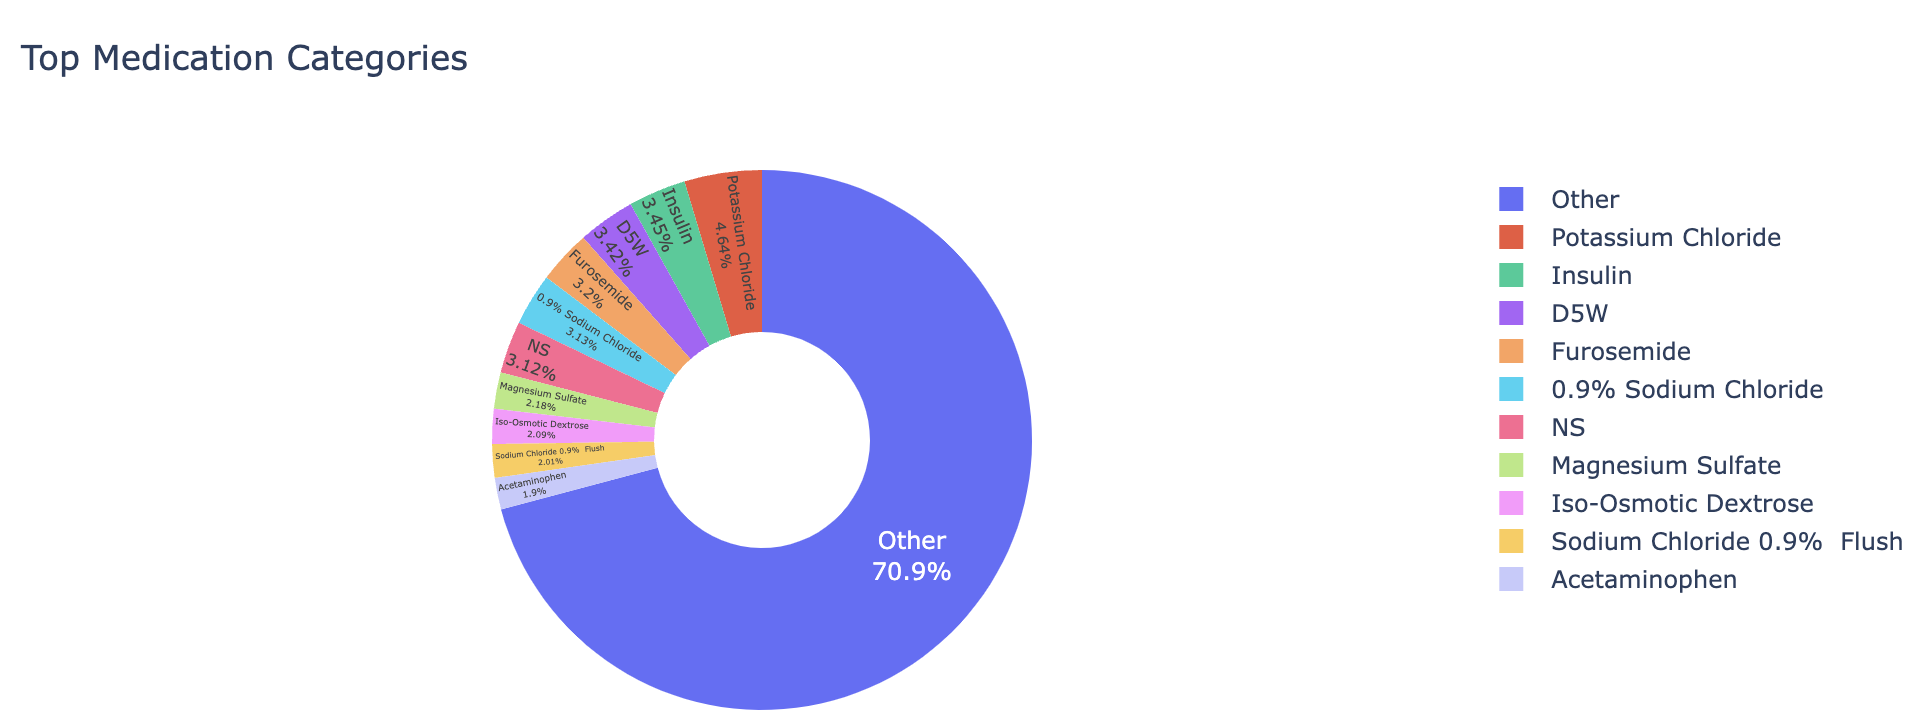 Top Medication Categories
Potassium Chloride
4.64%
Insulin
3.45%
D5W
3.42%
Furosemide
3.2%
0.9% Sodium Chloride
3.13%
NS
3.12%
Magnesium Sulfate
2.18%
Iso-Osmotic Dextrose
2.09%
Sodium Chloride 0.9%  Flush
2.01%
Acetaminophen
1.9%
Other
70.9%
Other
Potassium Chloride
Insulin
D5W
Furosemide
0.9% Sodium Chloride
NS
Magnesium Sulfate
Iso-Osmotic Dextrose
Sodium Chloride 0.9%  Flush
Acetaminophen